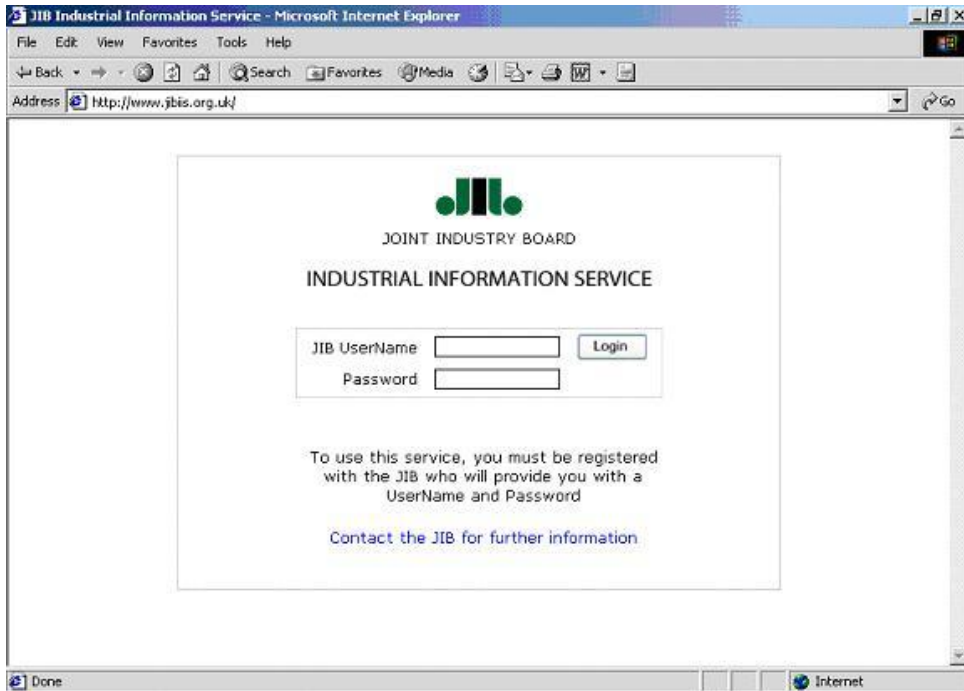 JIB Industrial Information Service - Microsoft Internet Explorer
File Edit View Favorites Tools Help
Back Search Favorites Media
Address http://www.jibis.org.uk/ Go
JIB
JOINT INDUSTRY BOARD
INDUSTRIAL INFORMATION SERVICE
JIB UserName Login
Password
To use this service, you must be registered
with the JIB who will provide you with a
UserName and Password
Contact the JIB for further information
Done Internet